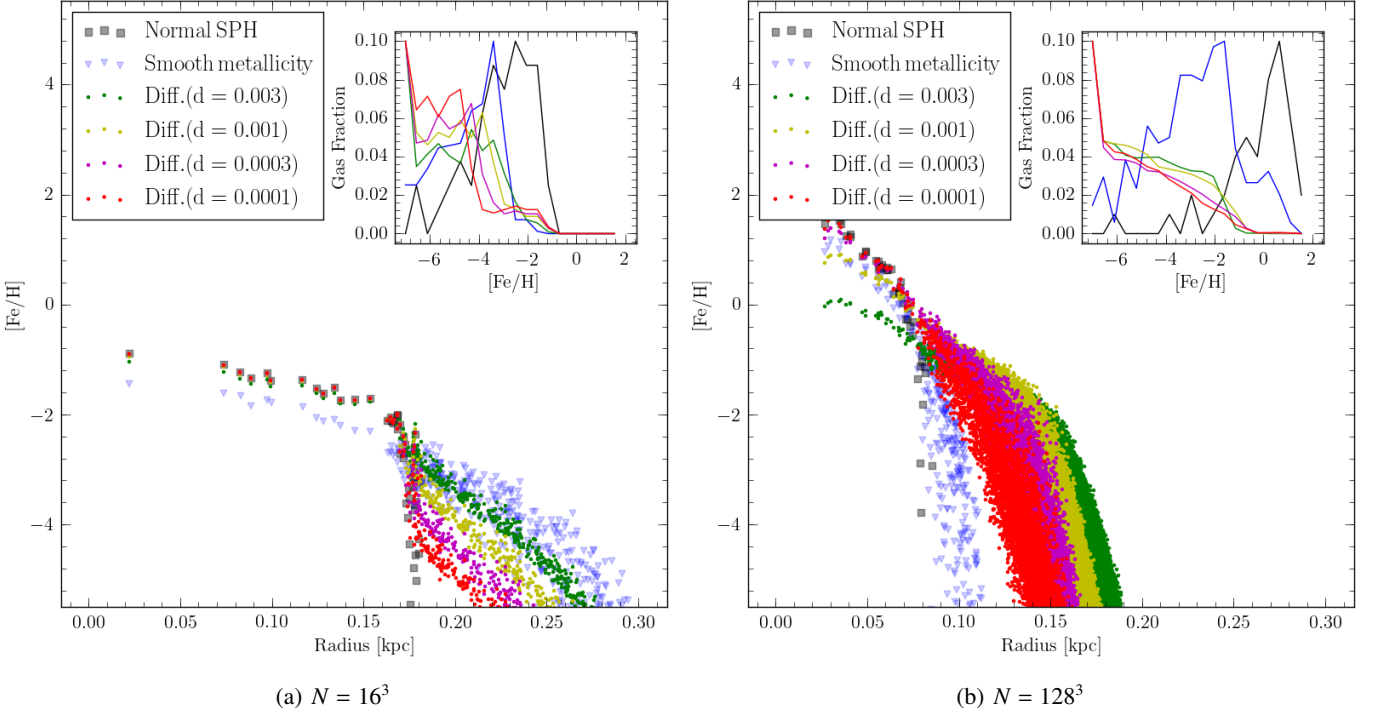 Normal SPH
Smooth metallicity
Diff.(d = 0.003)
Diff.(d = 0.001)
Diff.(d = 0.0003)
Diff.(d = 0.0001)
Gas Fraction
0.10
0.08
0.06
0.04
0.02
0.00
−6 −4 −2 0 2
[Fe/H]
[Fe/H]
4
2
0
−2
−4
0.00 0.05 0.10 0.15 0.20 0.25 0.30
Radius [kpc]
(a) N = 16³
Normal SPH
Smooth metallicity
Diff.(d = 0.003)
Diff.(d = 0.001)
Diff.(d = 0.0003)
Diff.(d = 0.0001)
Gas Fraction
0.10
0.08
0.06
0.04
0.02
0.00
−6 −4 −2 0 2
[Fe/H]
[Fe/H]
4
2
0
−2
−4
0.00 0.05 0.10 0.15 0.20 0.25 0.30
Radius [kpc]
(b) N = 128³